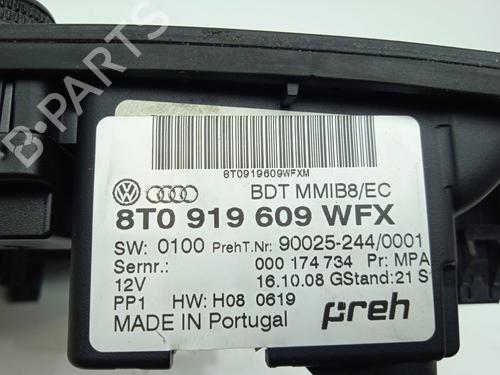 8T0919609WFXM
BDT MMIB8/EC
8T0 919 609 WFX
SW: 0100 PrehT.Nr: 90025-244/0001
Sernr.: 000 174 734 Pr: MPA
12V 16.10.08 GStand: 21 S
PP1 HW: H08 0619
MADE IN Portugal preh
B-PARTS